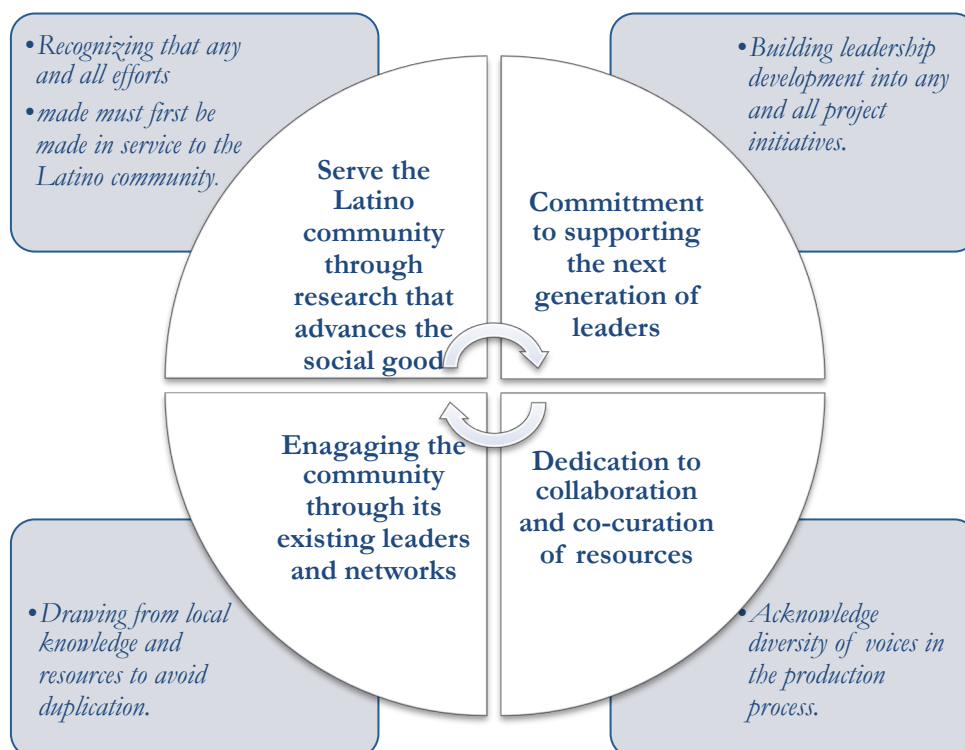 • Recognizing that any
and all efforts
• made must first be
made in service to the
Latino community.
Serve the
Latino
community
through
research that
advances the
social good
• Building leadership
development into any
and all project
initiatives.
Committment
to supporting
the next
generation of
leaders
Enagaging the
community
through its
existing leaders
and networks
• Drawing from local
knowledge and
resources to avoid
duplication.
Dedication to
collaboration
and co-curation
of resources
• Acknowledge
diversity of voices in
the production
process.